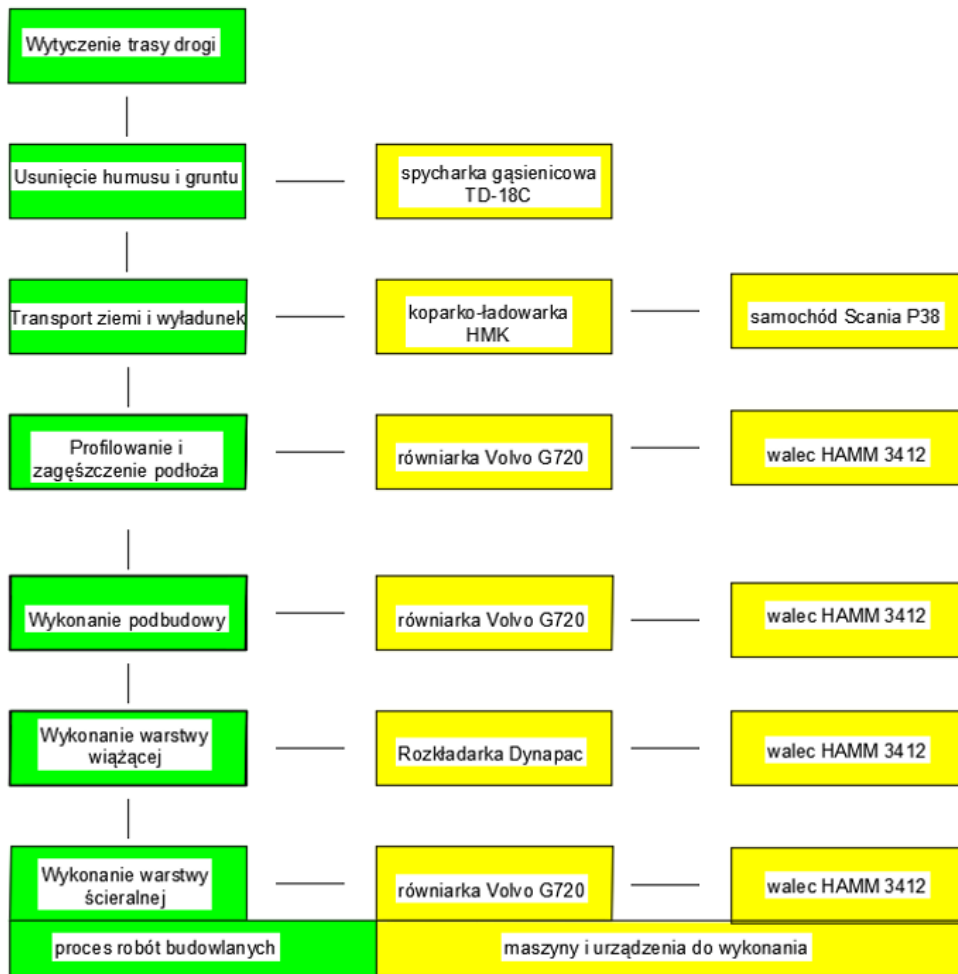 Wytyczenie trasy drogi
Usunięcie humusu i gruntu
spycharka gąsienicowa
TD-18C
Transport ziemi i wyładunek
koparko-ładowarka
HMK
samochód Scania P38
Profilowanie i
zagęszczenie podłoża
równiarka Volvo G720
walec HAMM 3412
Wykonanie podbudowy
równiarka Volvo G720
walec HAMM 3412
Wykonanie warstwy
wiążącej
Rozkładarka Dynapac
walec HAMM 3412
Wykonanie warstwy
ścieralnej
równiarka Volvo G720
walec HAMM 3412
proces robót budowlanych
maszyny i urządzenia do wykonania